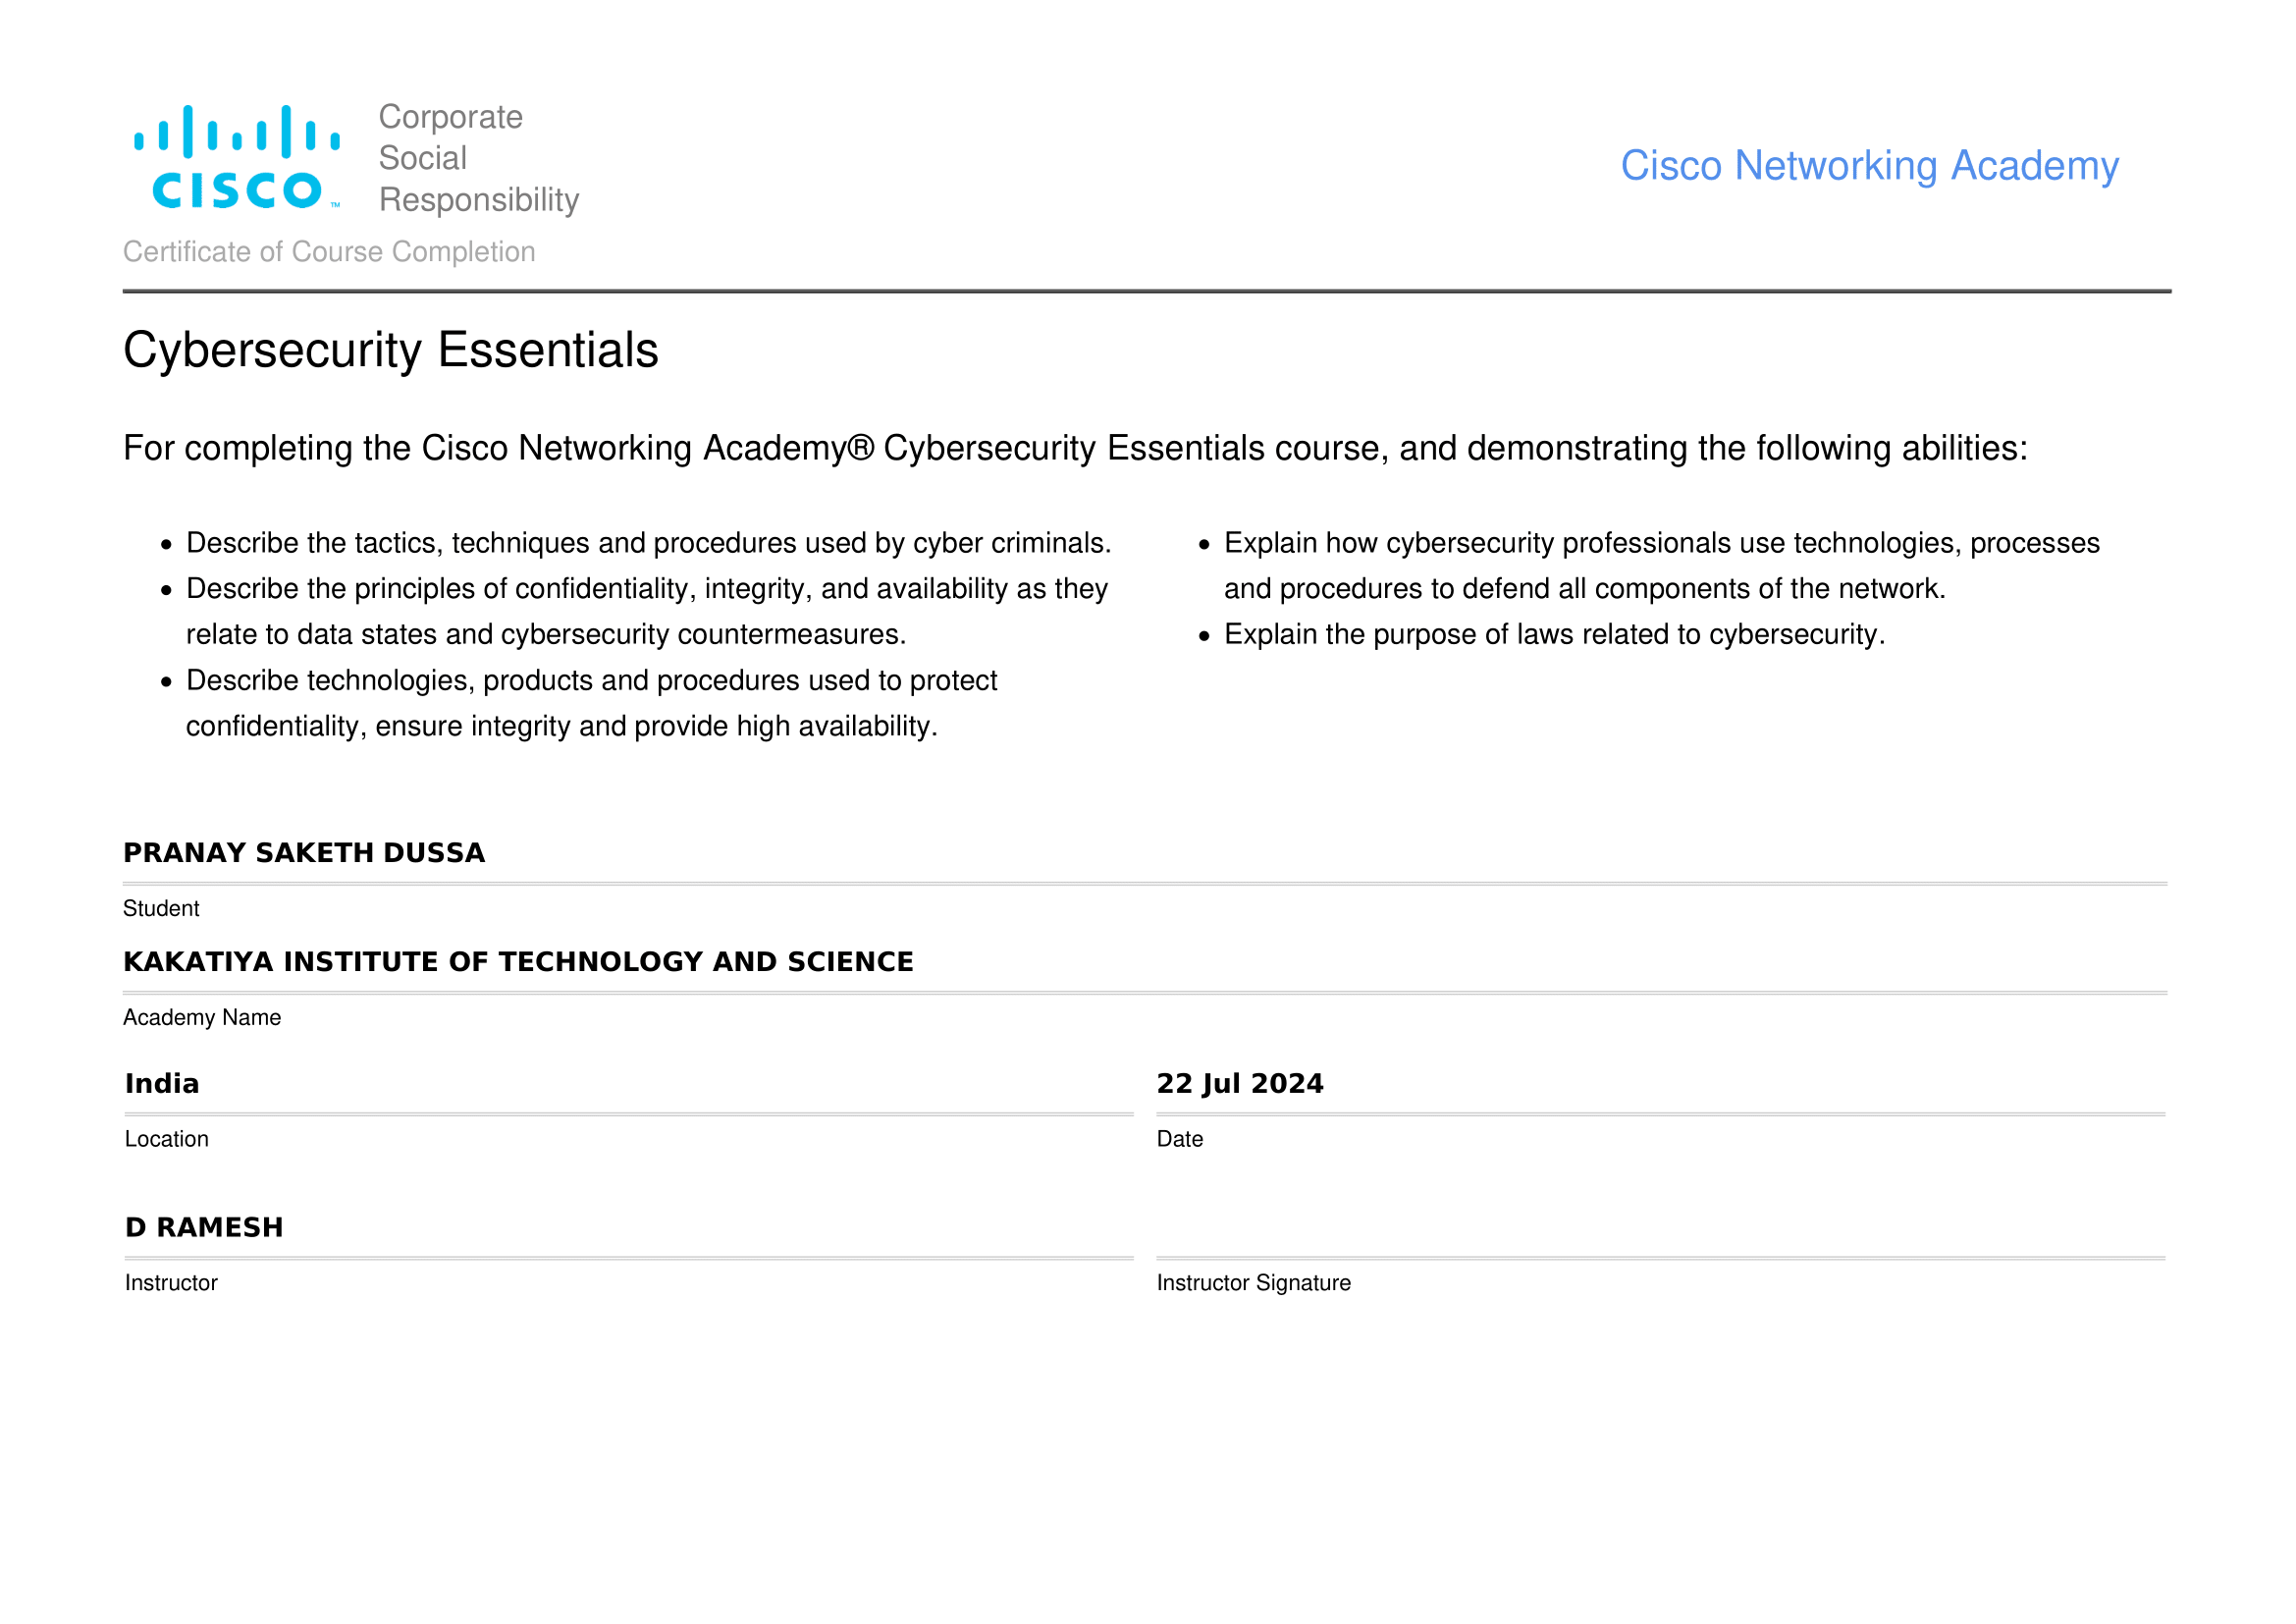 CISCO™
Corporate
Social
Responsibility
Cisco Networking Academy
Certificate of Course Completion
Cybersecurity Essentials
For completing the Cisco Networking Academy® Cybersecurity Essentials course, and demonstrating the following abilities:
• Describe the tactics, techniques and procedures used by cyber criminals.
• Describe the principles of confidentiality, integrity, and availability as they
relate to data states and cybersecurity countermeasures.
• Describe technologies, products and procedures used to protect
confidentiality, ensure integrity and provide high availability.
• Explain how cybersecurity professionals use technologies, processes
and procedures to defend all components of the network.
• Explain the purpose of laws related to cybersecurity.
PRANAY SAKETH DUSSA
Student
KAKATIYA INSTITUTE OF TECHNOLOGY AND SCIENCE
Academy Name
India
Location
22 Jul 2024
Date
D RAMESH
Instructor
Instructor Signature